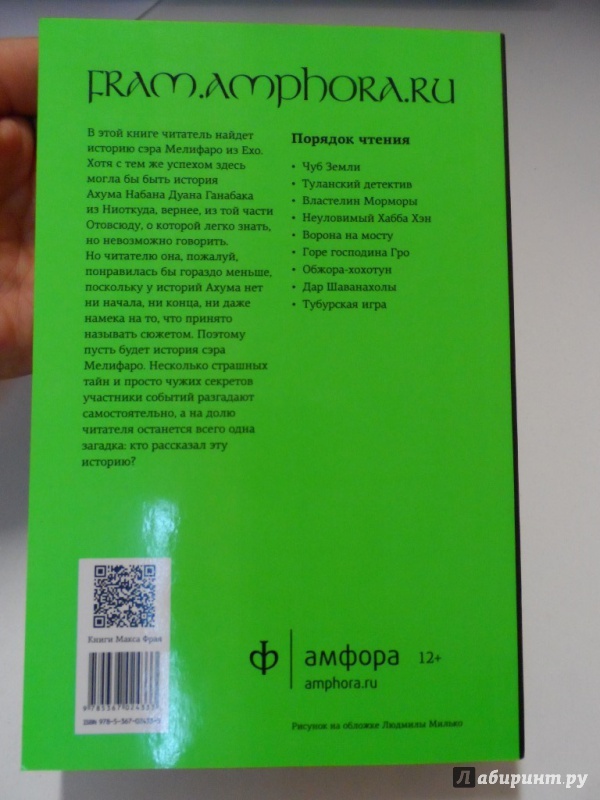 FRAM.AMPHORA.RU
В этой книге читатель найдет
историю сэра Мелифаро из Ехо.
Хотя с тем же успехом здесь
могла бы быть история
Ахума Набана Дуана Ганабака
из Ниоткуда, вернее, из той части
Отовсюду, о которой легко знать,
но невозможно говорить.
Но читателю она, пожалуй,
понравилась бы гораздо меньше,
поскольку у историй Ахума нет
ни начала, ни конца, ни даже
намека на то, что принято
называть сюжетом. Поэтому
пусть будет история сэра
Мелифаро. Несколько страшных
тайн и просто чужих секретов
участники событий разгадают
самостоятельно, а на долю
читателя останется всего одна
загадка: кто рассказал эту
историю?
Порядок чтения
• Чуб Земли
• Туланский детектив
• Властелин Морморы
• Неуловимый Хабба Хэн
• Ворона на мосту
• Горе господина Гро
• Обжора-хохотун
• Дар Шаванахолы
• Тубурская игра
Книги Макса Фрая
ISBN 978-5-367-
амфора
amphora.ru
12+
Рисунок на обложке Людмилы Милько
Лабиринт.ру